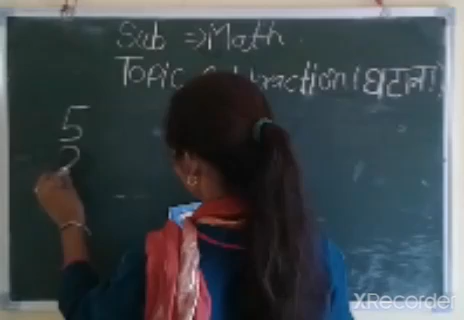 Sub ⇒ Math
Topic Subtraction (घटाना)
5
2
XRecorder